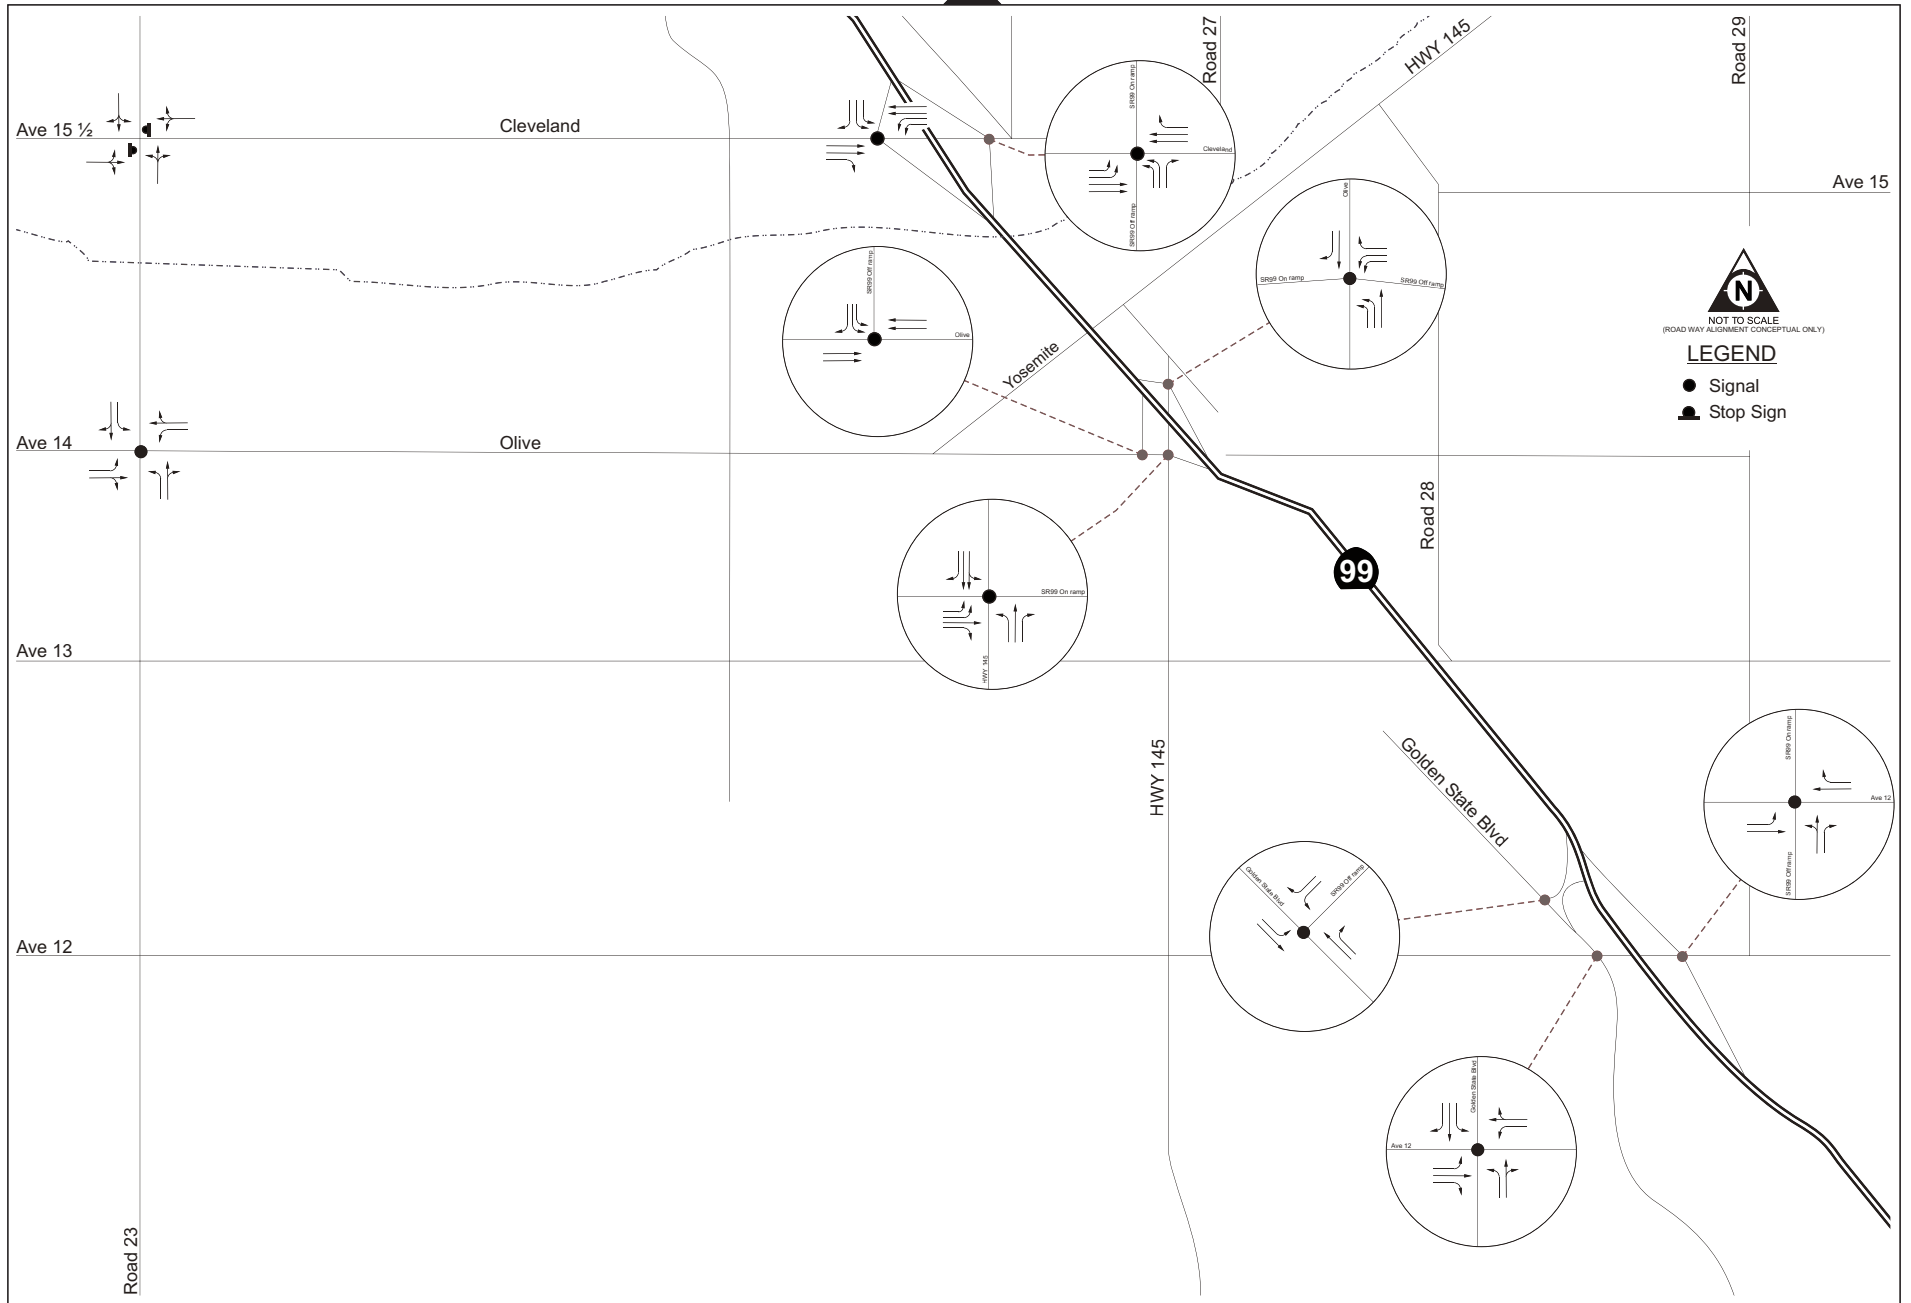 Road 27
HWY 145
Road 29
Ave 15 ½
Cleveland
SR99 On ramp
Cleveland
SR99 Off ramp
Ave 15
Olive
SR99 On ramp
SR99 Off ramp
SR99 Off ramp
Olive
N
NOT TO SCALE
(ROAD WAY ALIGNMENT CONCEPTUAL ONLY)
LEGEND
Signal
Stop Sign
Yosemite
Ave 14
Olive
Road 28
99
SR99 On ramp
HWY 145
Ave 13
HWY 145
Golden State Blvd
SR99 On ramp
Ave 12
SR99 Off ramp
Golden State Blvd
SR99 Off ramp
Ave 12
Golden State Blvd
Ave 12
Road 23